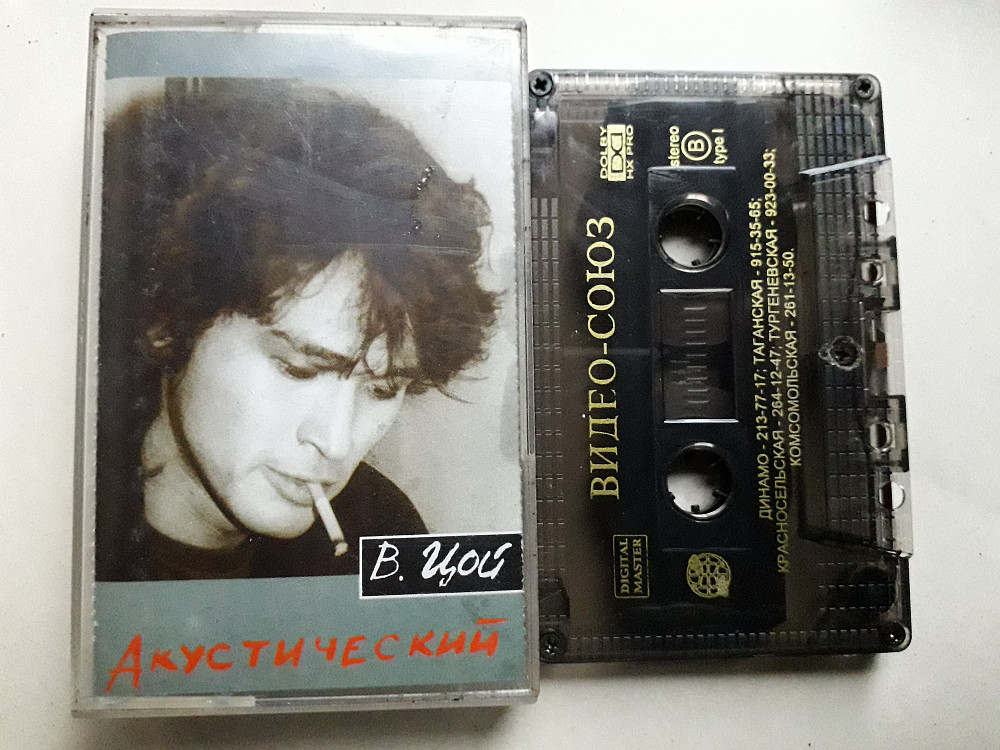 В. Цой
Акустический
DOLBY
HX PRO
stereo
B
type I
ВИДЕО-СОЮЗ
DIGITAL
MASTER
ДИНАМО - 213-77-17; ТАГАНСКАЯ - 915-35-65;
КРАСНОСЕЛЬСКАЯ - 264-12-47; ТУРГЕНЕВСКАЯ - 923-00-33;
КОМСОМОЛЬСКАЯ - 261-13-50.